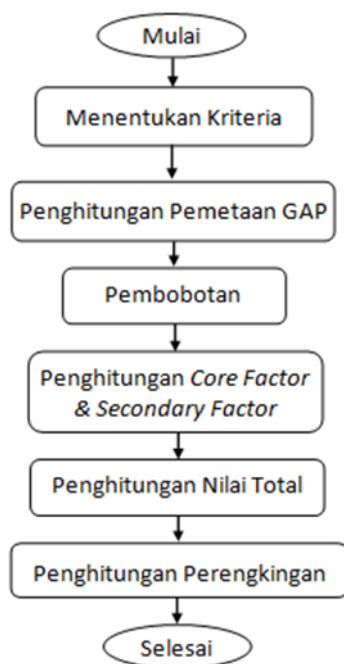 Mulai
Menentukan Kriteria
Penghitungan Pemetaan GAP
Pembobotan
Penghitungan Core Factor
& Secondary Factor
Penghitungan Nilai Total
Penghitungan Perengkingan
Selesai